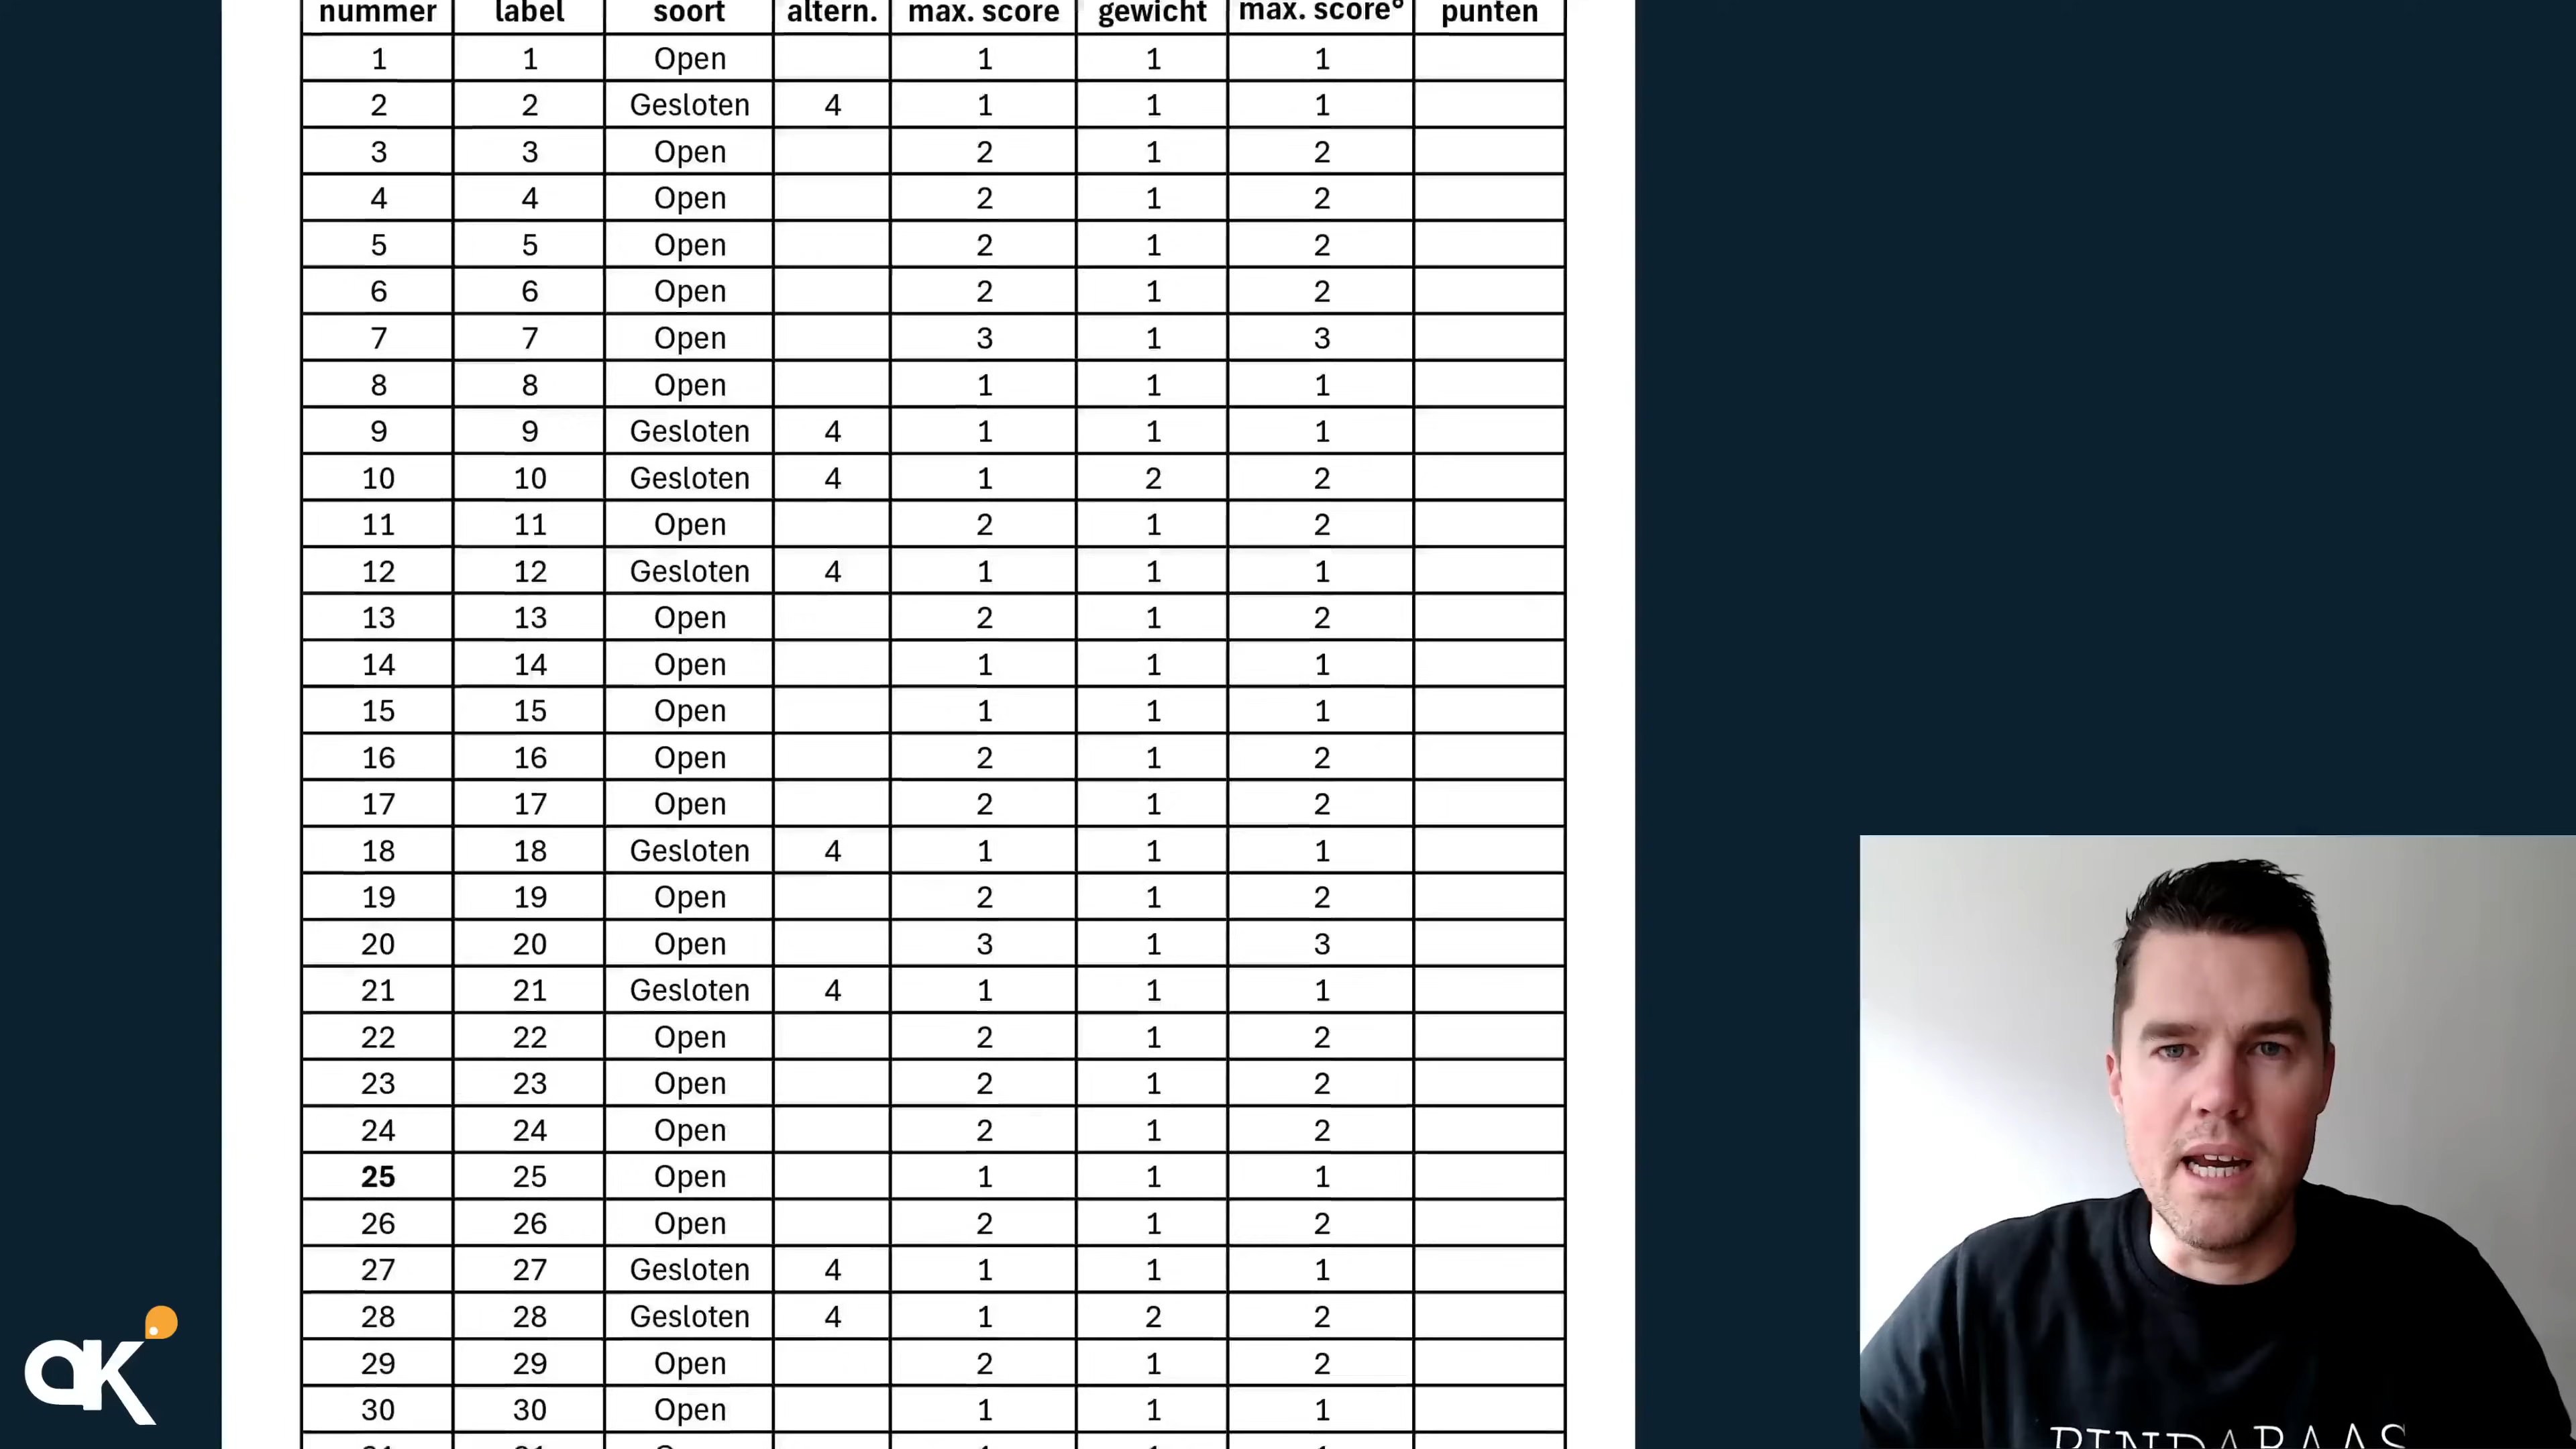 nummer label soort altern. max. score gewicht max. score⁶ punten
1 1 Open 1 1 1
2 2 Gesloten 4 1 1 1
3 3 Open 2 1 2
4 4 Open 2 1 2
5 5 Open 2 1 2
6 6 Open 2 1 2
7 7 Open 3 1 3
8 8 Open 1 1 1
9 9 Gesloten 4 1 1 1
10 10 Gesloten 4 1 2 2
11 11 Open 2 1 2
12 12 Gesloten 4 1 1 1
13 13 Open 2 1 2
14 14 Open 1 1 1
15 15 Open 1 1 1
16 16 Open 2 1 2
17 17 Open 2 1 2
18 18 Gesloten 4 1 1 1
19 19 Open 2 1 2
20 20 Open 3 1 3
21 21 Gesloten 4 1 1 1
22 22 Open 2 1 2
23 23 Open 2 1 2
24 24 Open 2 1 2
25 25 Open 1 1 1
26 26 Open 2 1 2
27 27 Gesloten 4 1 1 1
28 28 Gesloten 4 1 2 2
29 29 Open 2 1 2
30 30 Open 1 1 1
aK
PINDABAAS